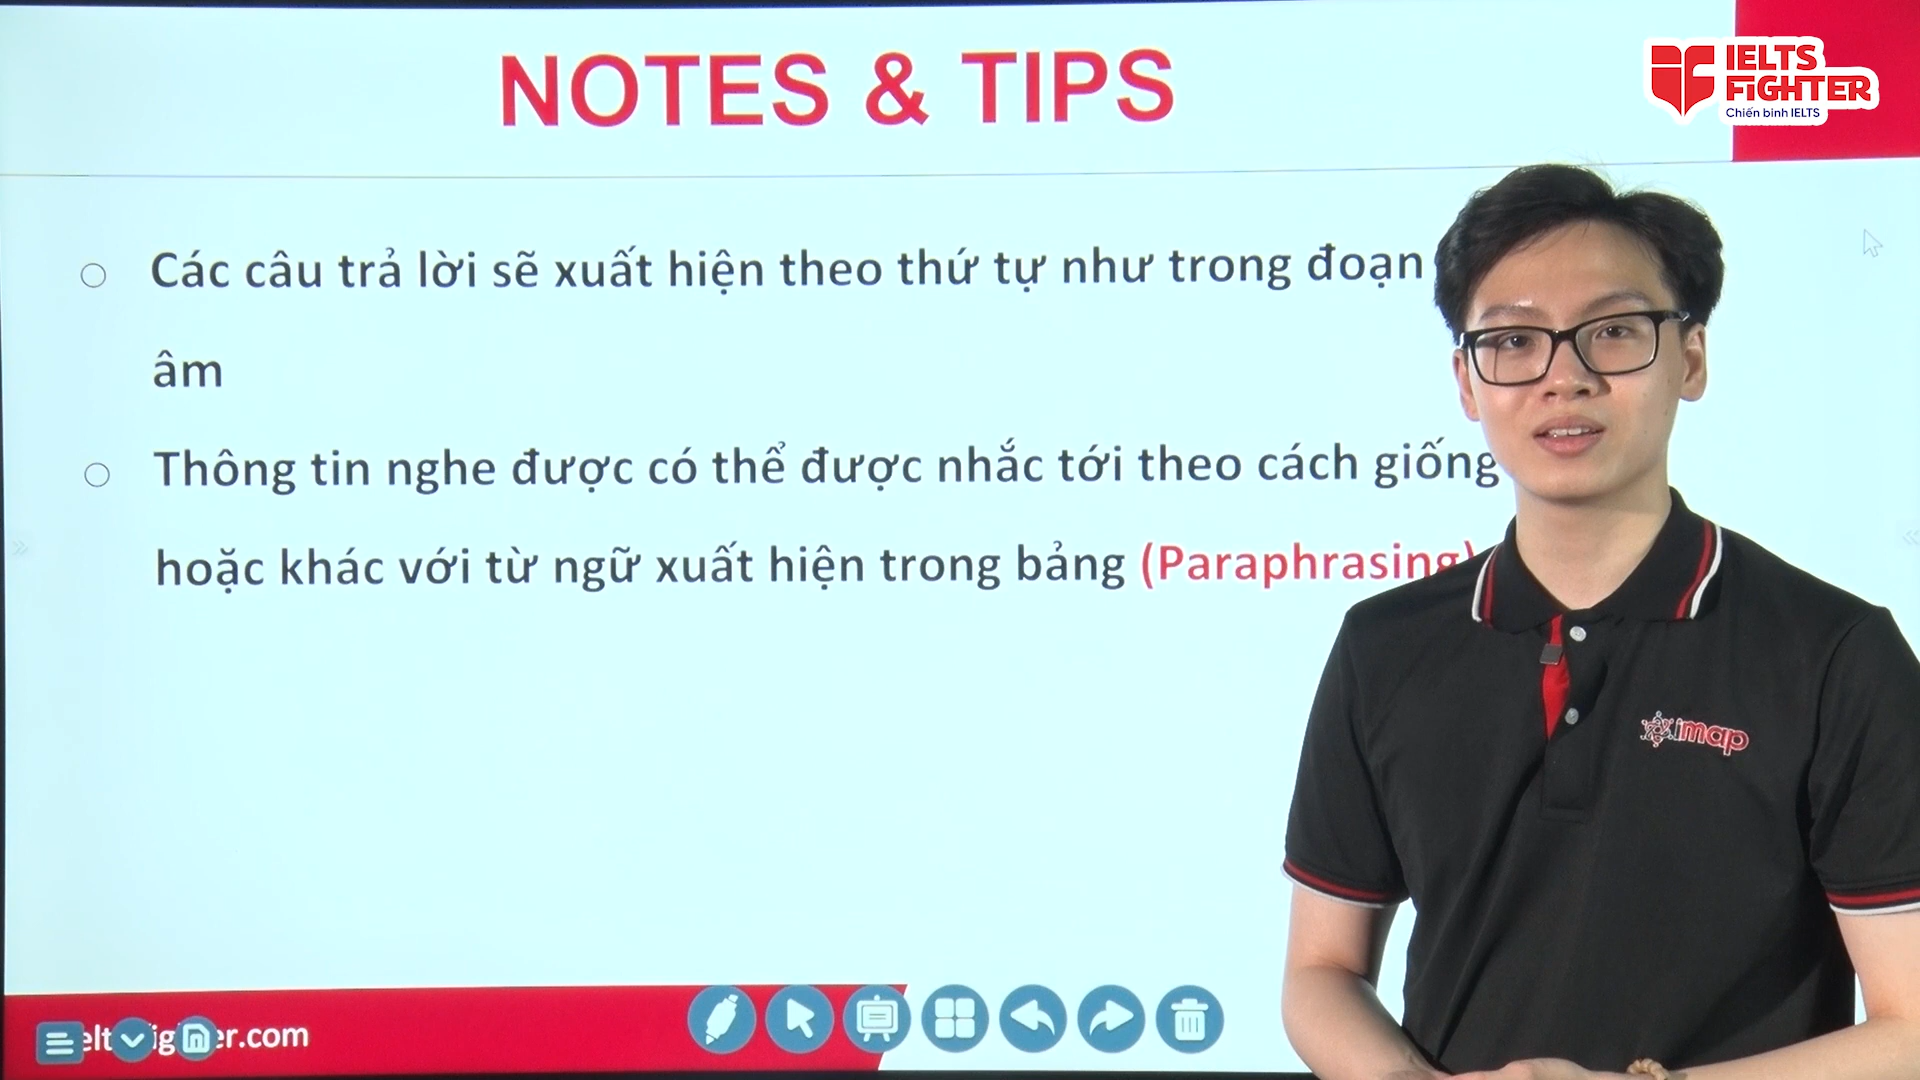 NOTES & TIPS
IELTS
FIGHTER
Chiến binh IELTS
Các câu trả lời sẽ xuất hiện theo thứ tự như trong đoạn
âm
Thông tin nghe được có thể được nhắc tới theo cách giống
hoặc khác với từ ngữ xuất hiện trong bảng (Paraphrasing)
imap
er.com